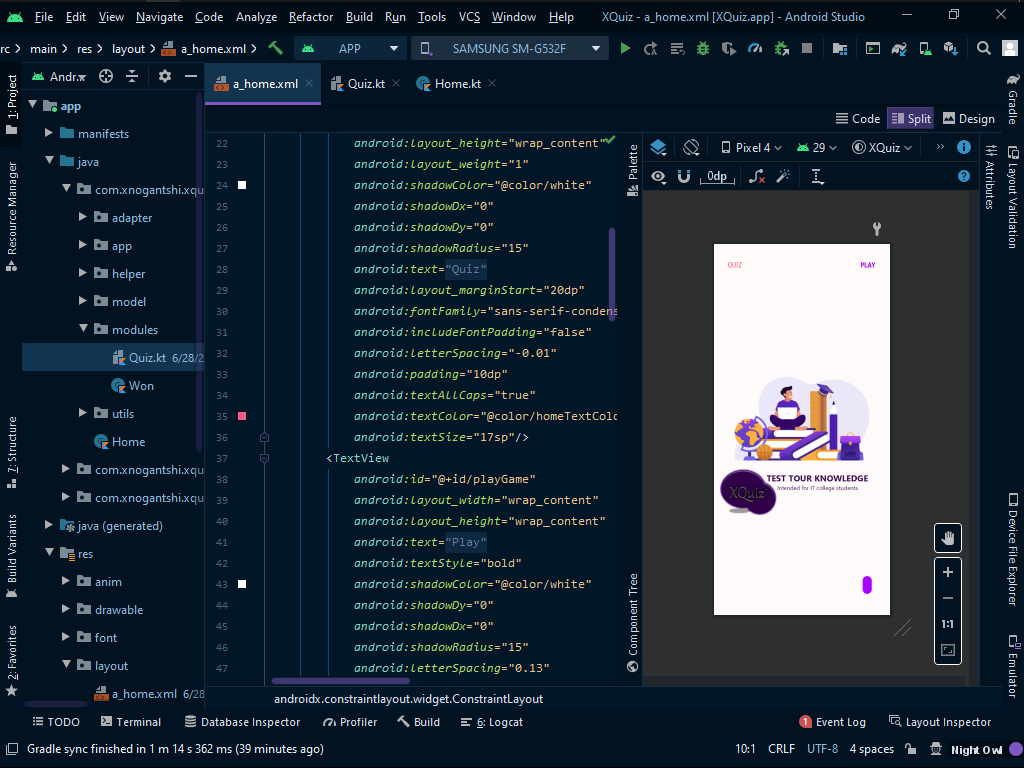 File Edit View Navigate Code Analyze Refactor Build Run Tools VCS Window Help XQuiz - a_home.xml [XQuiz.app] - Android Studio
rc main res layout a_home.xml APP SAMSUNG SM-G532F
1: Project
Resource Manager
7: Structure
Build Variants
2: Favorites
Andr..
app
manifests
java
com.xnogantshi.xqu
adapter
app
helper
model
modules
Quiz.kt 6/28/2
Won
utils
Home
com.xnogantshi.xqu
com.xnogantshi.xqu
java (generated)
res
anim
drawable
font
layout
a_home.xml 6/28
a_home.xml Quiz.kt Home.kt
Code Split Design
22 android:layout_height="wrap_content"
23 android:layout_weight="1"
24 android:shadowColor="@color/white"
25 android:shadowDx="0"
26 android:shadowDy="0"
27 android:shadowRadius="15"
28 android:text="Quiz"
29 android:layout_marginStart="20dp"
30 android:fontFamily="sans-serif-condens
31 android:includeFontPadding="false"
32 android:letterSpacing="-0.01"
33 android:padding="10dp"
34 android:textAllCaps="true"
35 android:textColor="@color/homeTextColo
36 android:textSize="17sp"/>
37 <TextView
38 android:id="@+id/playGame"
39 android:layout_width="wrap_content"
40 android:layout_height="wrap_content"
41 android:text="Play"
42 android:textStyle="bold"
43 android:shadowColor="@color/white"
44 android:shadowDy="0"
45 android:shadowDx="0"
46 android:shadowRadius="15"
47 android:letterSpacing="0.13"
androidx.constraintlayout.widget.ConstraintLayout
Palette
Component Tree
Pixel 4 29 XQuiz
0dp
QUIZ PLAY
TEST TOUR KNOWLEDGE
Intended for IT college students.
XQuiz
1:1
Attributes
Gradle
Layout Validation
Device File Explorer
Emulator
TODO Terminal Database Inspector Profiler Build 6: Logcat 1 Event Log Layout Inspector
Gradle sync finished in 1 m 14 s 362 ms (39 minutes ago) 10:1 CRLF UTF-8 4 spaces Night Owl